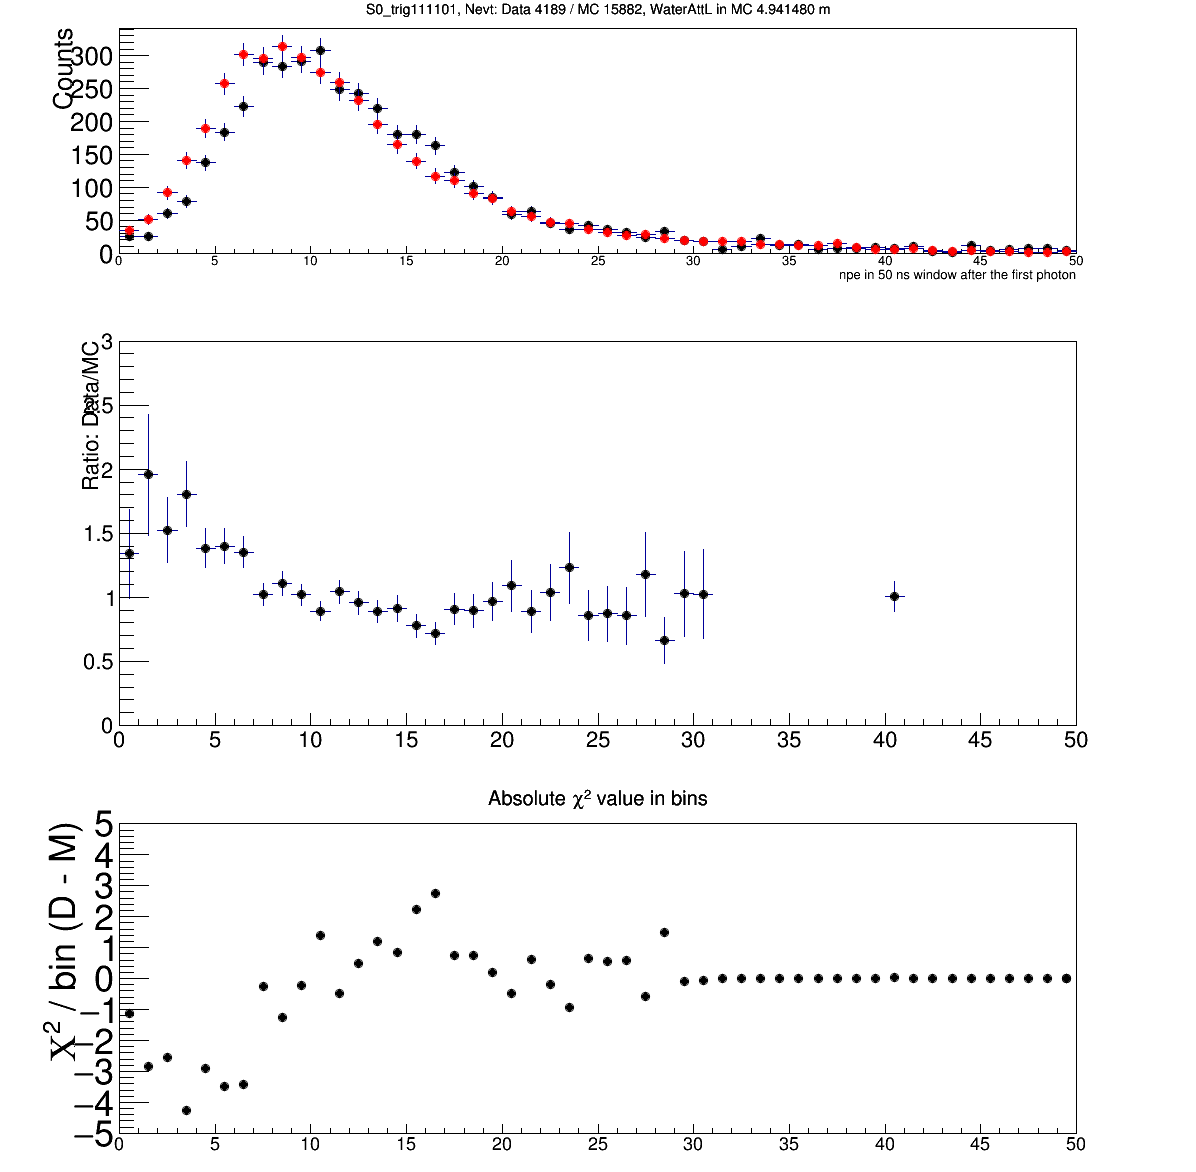 S0_trig111101, Nevt: Data 4189 / MC 15882, WaterAttL in MC 4.941480 m
Counts
300
250
200
150
100
50
0
0 5 10 15 20 25 30 35 40 45 50
npe in 50 ns window after the first photon
Ratio: Data/MC
3
2.5
2
1.5
1
0.5
0
0 5 10 15 20 25 30 35 40 45 50
Absolute χ² value in bins
X² / bin (D - M)
5
4
3
2
1
0
−1
−2
−3
−4
−5
0 5 10 15 20 25 30 35 40 45 50